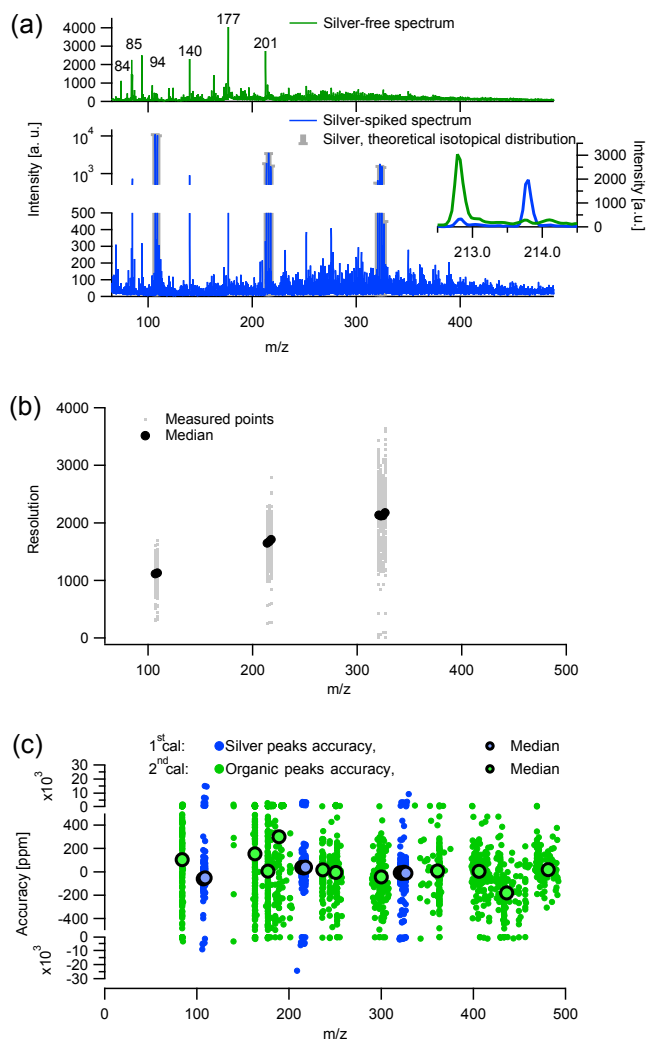 (a)
177
Silver-free spectrum
4000
3000
2000
1000
0
85
84
94
140
201
Silver-spiked spectrum
Silver, theoretical isotopical distribution
10^4
10^3
Intensity [a. u.]
500
400
300
200
100
0
3000
2000
1000
0
Intensity [a.u.]
213.0 214.0
100 200 300 400
m/z
(b)
4000
3000
2000
1000
0
Resolution
Measured points
Median
100 200 300 400 500
m/z
(c)
1st cal: Silver peaks accuracy, Median
2nd cal: Organic peaks accuracy, Median
x10^3
30
15
0
400
200
0
-200
-400
Accuracy [ppm]
x10^3
0
-15
-30
0 100 200 300 400 500
m/z